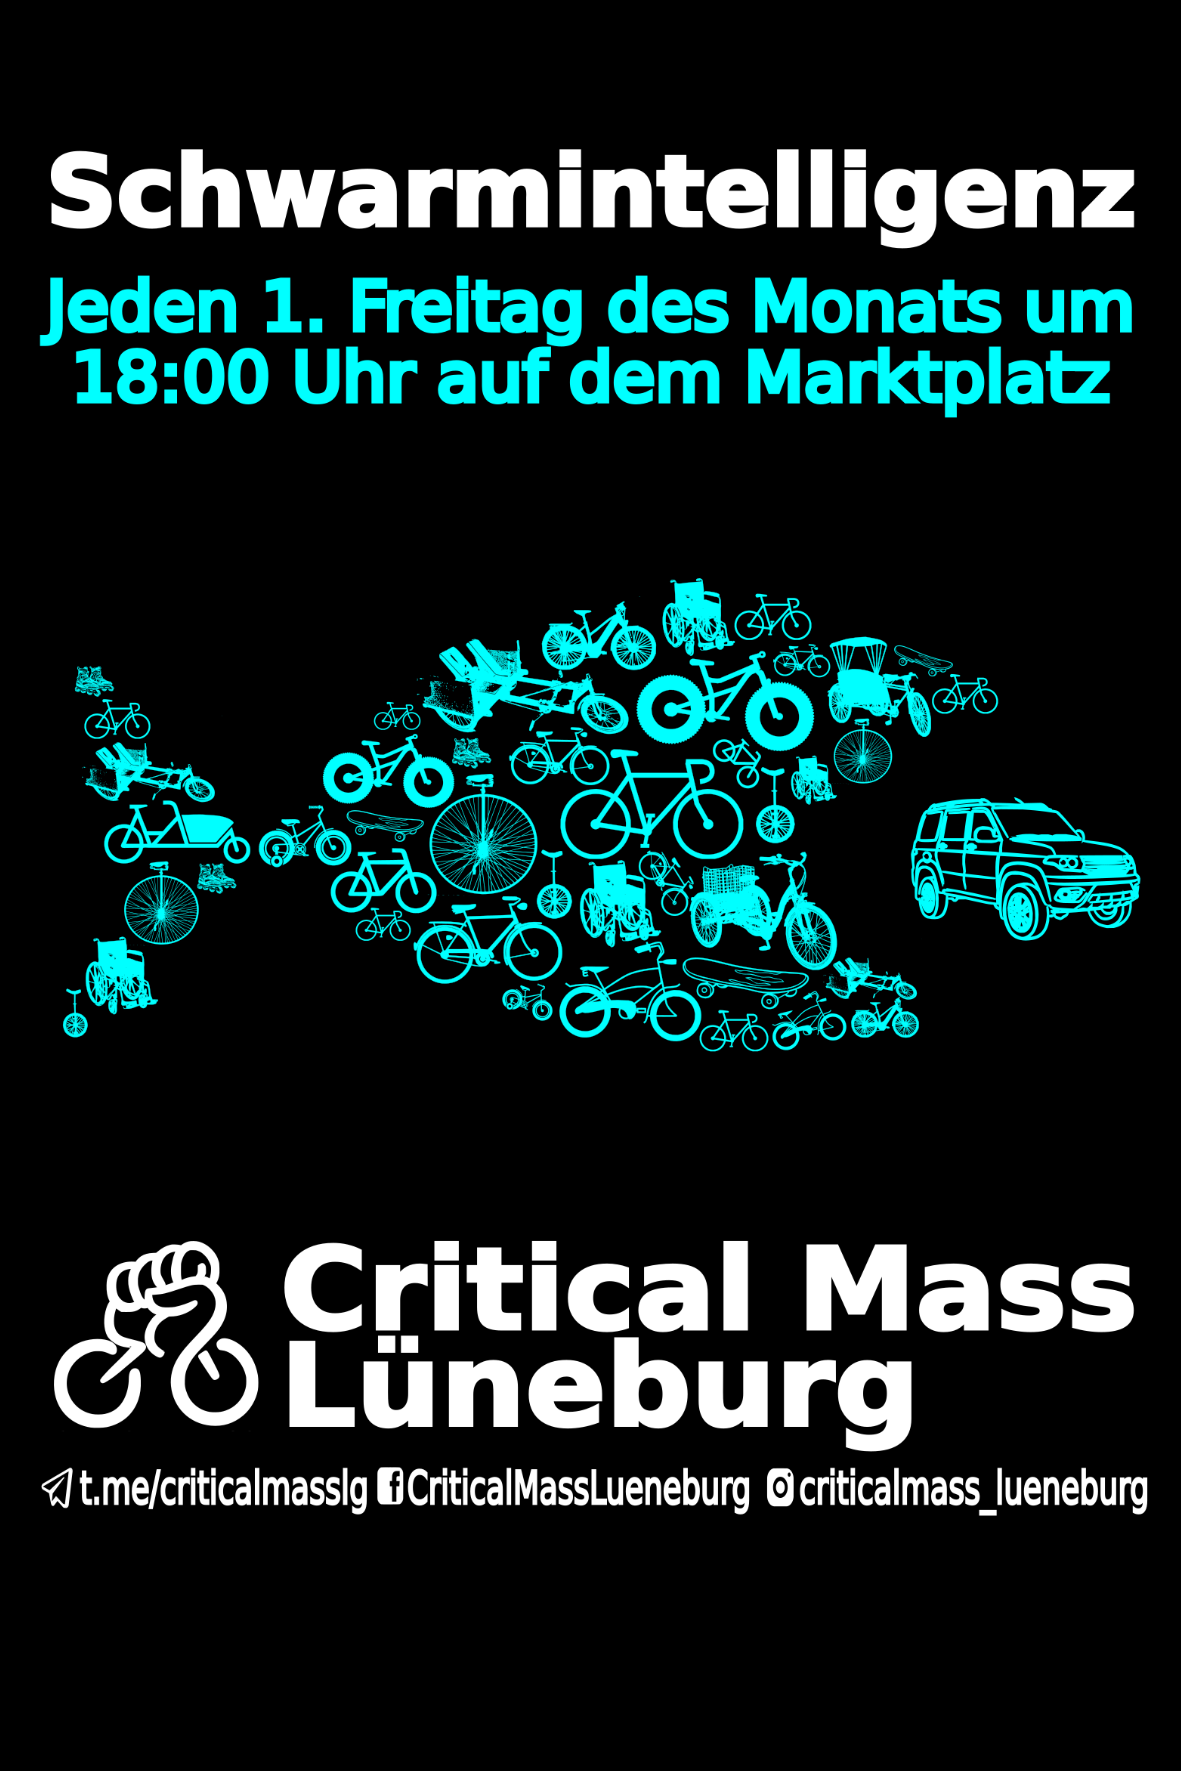 Schwarmintelligenz
Jeden 1. Freitag des Monats um
18:00 Uhr auf dem Marktplatz
Critical Mass
Lüneburg
t.me/criticalmasslg CriticalMassLueneburg criticalmass_lueneburg